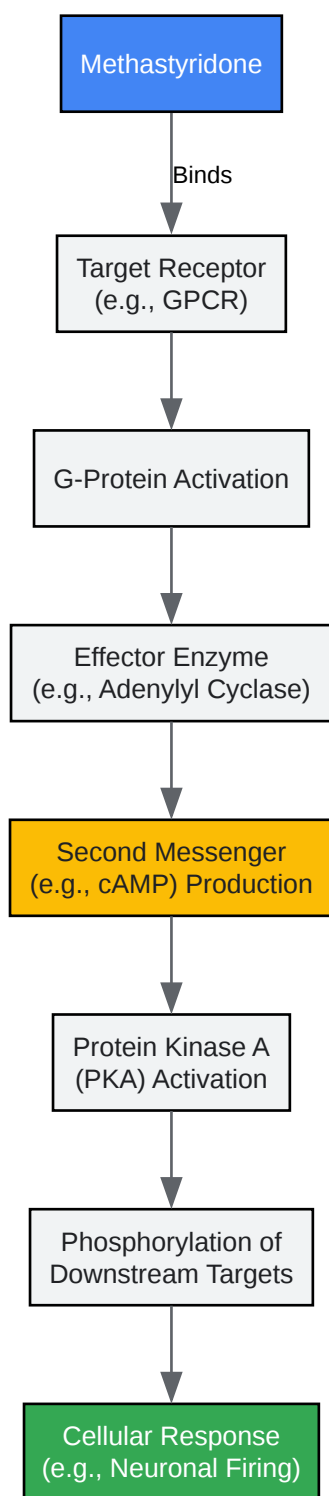 Methastyridone
Binds
Target Receptor
(e.g., GPCR)
G-Protein Activation
Effector Enzyme
(e.g., Adenylyl Cyclase)
Second Messenger
(e.g., cAMP) Production
Protein Kinase A
(PKA) Activation
Phosphorylation of
Downstream Targets
Cellular Response
(e.g., Neuronal Firing)